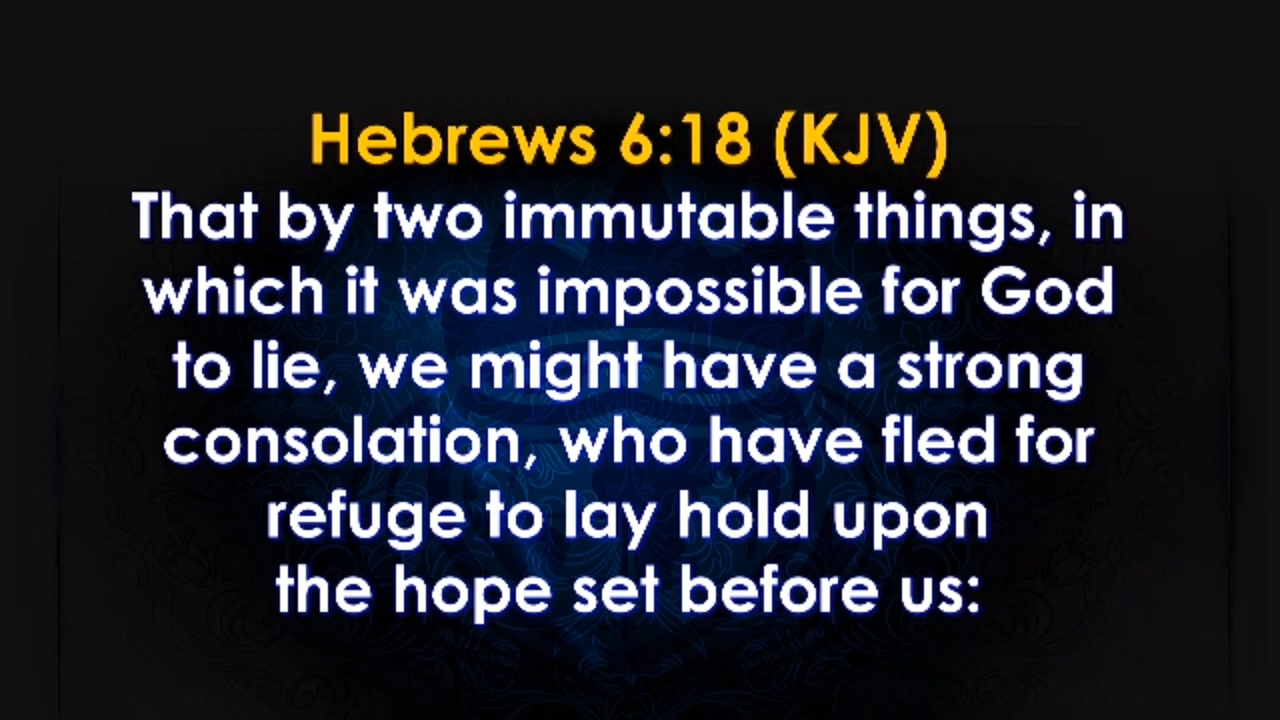 Hebrews 6:18 (KJV)
That by two immutable things, in
which it was impossible for God
to lie, we might have a strong
consolation, who have fled for
refuge to lay hold upon
the hope set before us: